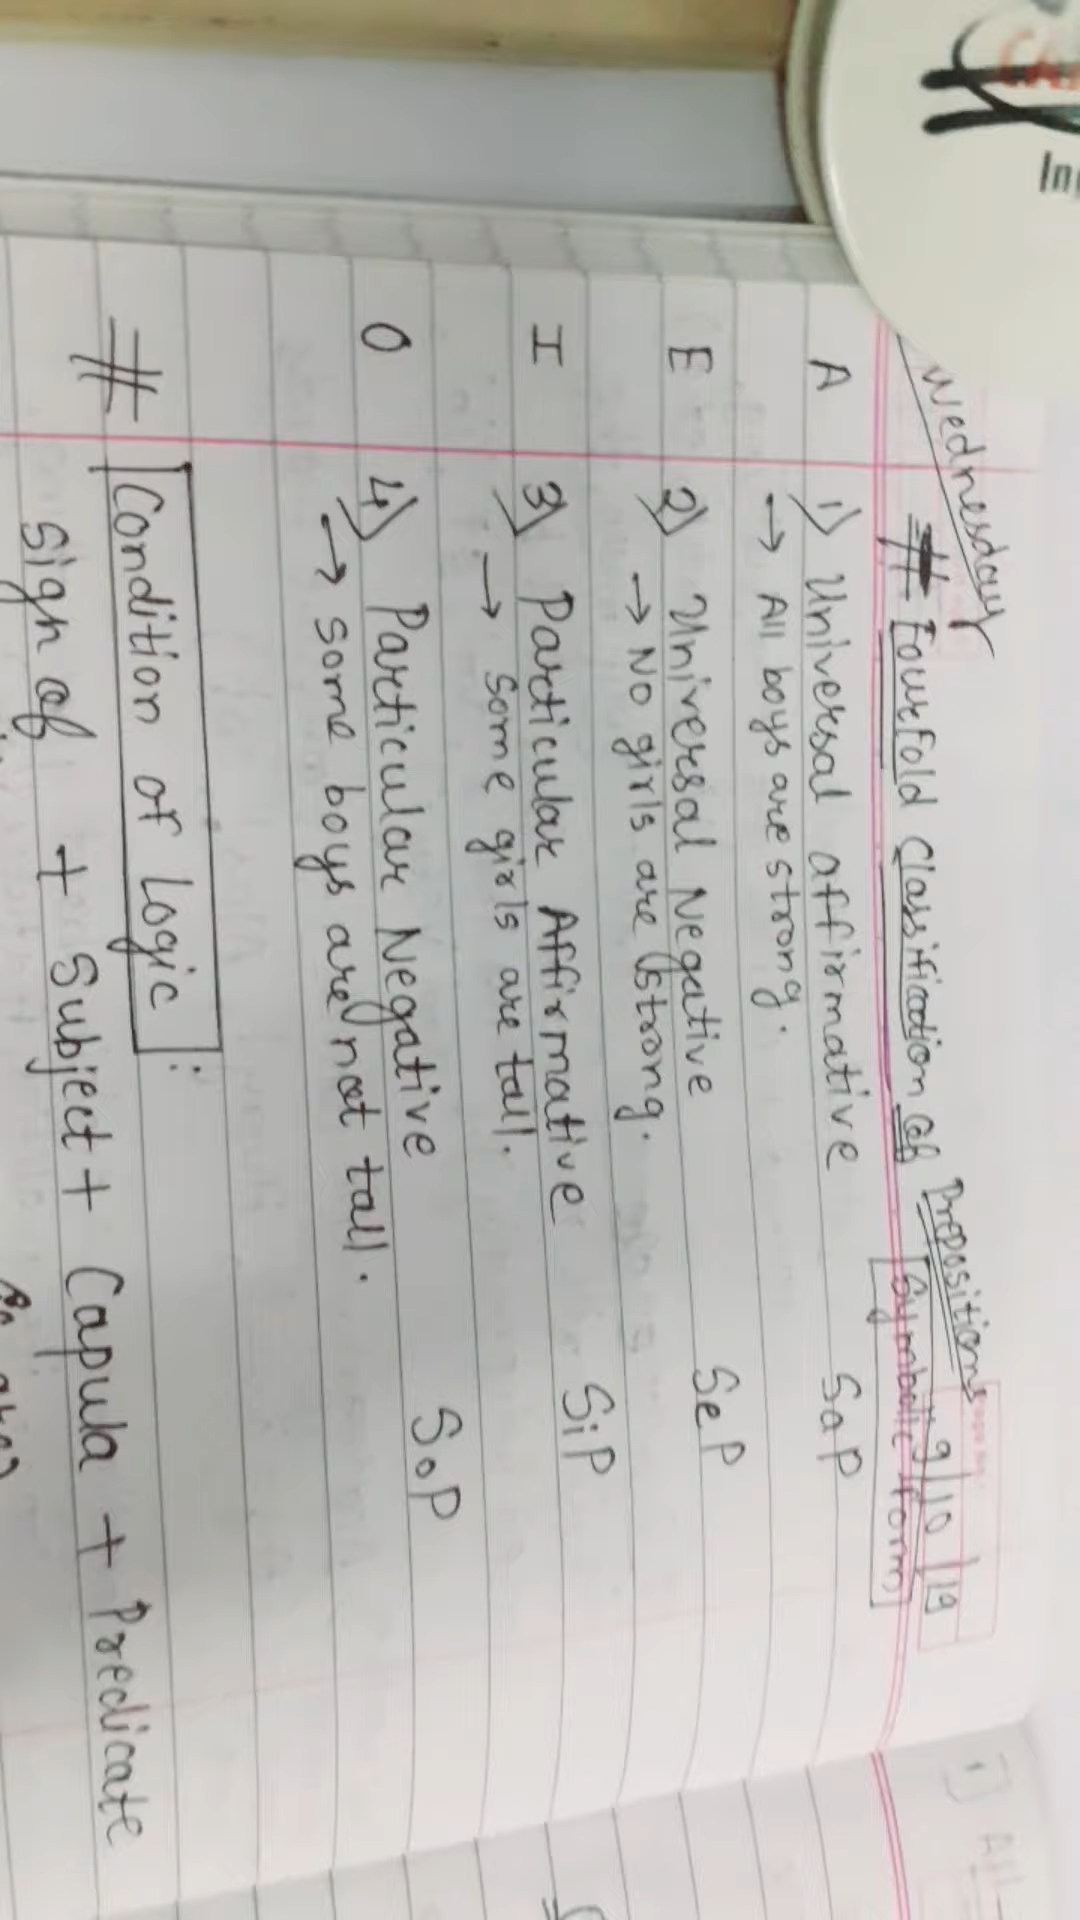 Wednesday
9/10/19
# Fourfold Classification of Propositions
Symbolic form
A 1) Universal affirmative SaP
→ All boys are strong.
E 2) Universal Negative SeP
→ No girls are strong.
I 3) Particular Affirmative SiP
→ Some girls are tall.
O 4) Particular Negative SoP
→ Some boys are not tall.
# Condition of Logic :
Sign of + Subject + Capula + Predicate
1) All